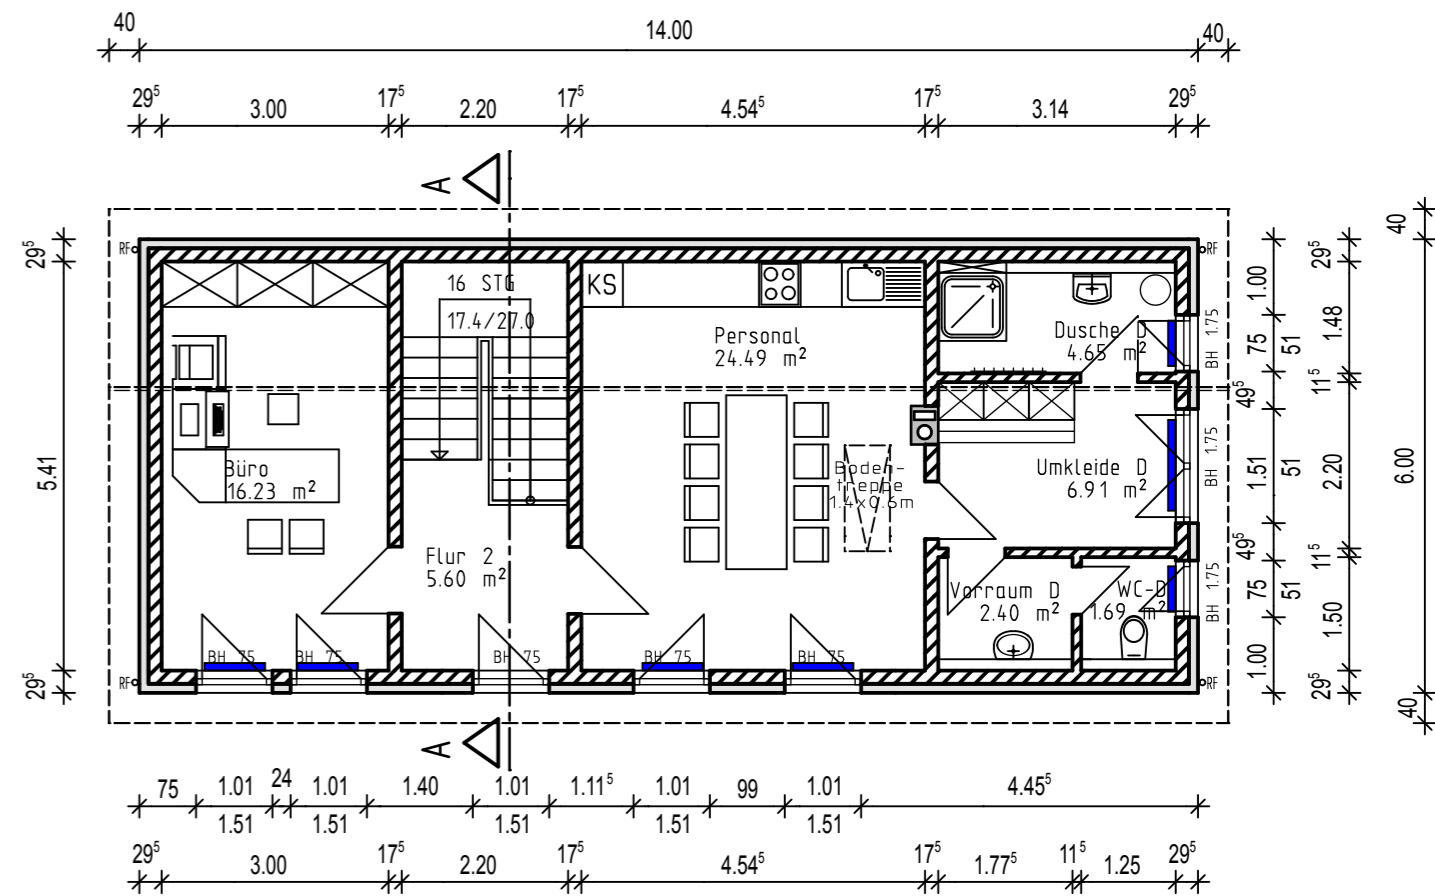 40
14.00
40
29⁵
3.00
17⁵
2.20
17⁵
4.54⁵
17⁵
3.14
29⁵
A
40
RF
RF
29⁵
29⁵
16 STG
17.4/27.0
KS
Personal
24.49 m²
Dusche D
4.65 m²
BH 1.75
1.00
75
51
1.48
49⁵
11⁵
5.41
Büro
16.23 m²
Boden-
treppe
1.4x0.6m
Umkleide D
6.91 m²
BH 1.75
1.51
51
2.20
6.00
Flur 2
5.60 m²
Vorraum D
2.40 m²
WC-D
1.69 m²
BH 1.75
49⁵
11⁵
75
51
1.50
BH 75
BH 75
BH 75
BH 75
BH 75
1.00
29⁵
RF
RF
29⁵
40
A
75
1.01
24
1.01
1.40
1.01
1.11⁵
1.01
99
1.01
4.45⁵
1.51
1.51
1.51
1.51
1.51
29⁵
3.00
17⁵
2.20
17⁵
4.54⁵
17⁵
1.77⁵
11⁵
1.25
29⁵